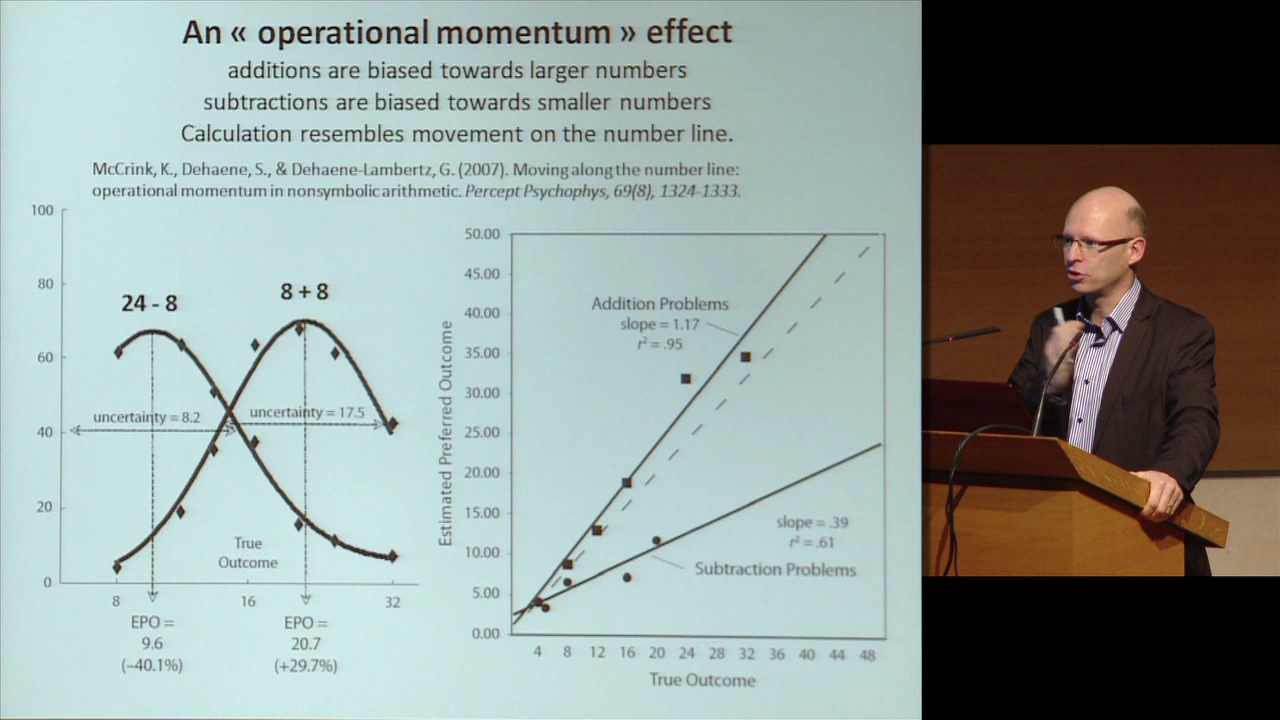 An « operational momentum » effect
additions are biased towards larger numbers
subtractions are biased towards smaller numbers
Calculation resembles movement on the number line.
McCrink, K., Dehaene, S., & Dehaene-Lambertz, G. (2007). Moving along the number line:
operational momentum in nonsymbolic arithmetic. Percept Psychophys, 69(8), 1324-1333.
100
80
60
40
20
0
24 - 8
8 + 8
uncertainty = 8.2
uncertainty = 17.5
True
Outcome
8 16 32
EPO =
9.6
(–40.1%)
EPO =
20.7
(+29.7%)
Estimated Preferred Outcome
50.00
45.00
40.00
35.00
30.00
25.00
20.00
15.00
10.00
5.00
0.00
Addition Problems
slope = 1.17
r² = .95
slope = .39
r² = .61
Subtraction Problems
4 8 12 16 20 24 28 32 36 40 44 48
True Outcome